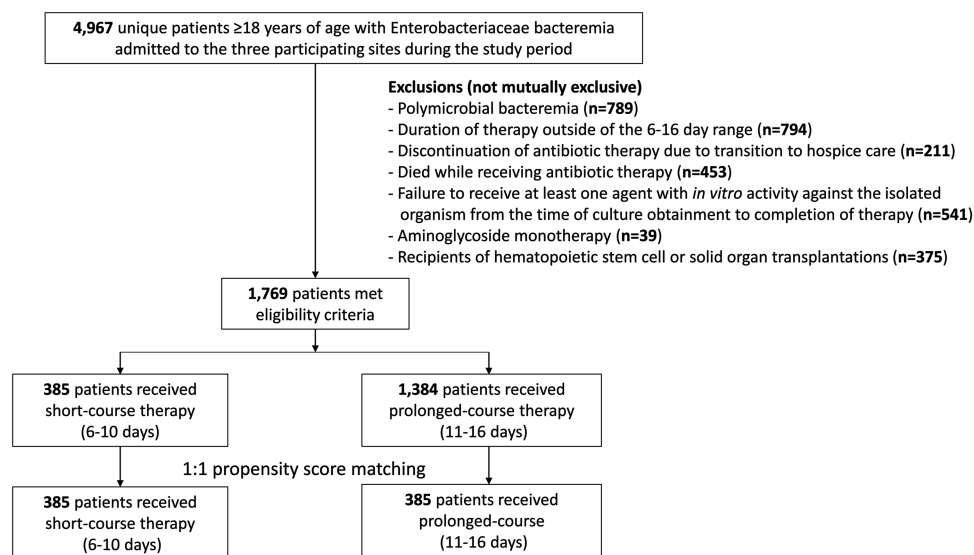 4,967 unique patients ≥18 years of age with Enterobacteriaceae bacteremia
admitted to the three participating sites during the study period
Exclusions (not mutually exclusive)
- Polymicrobial bacteremia (n=789)
- Duration of therapy outside of the 6-16 day range (n=794)
- Discontinuation of antibiotic therapy due to transition to hospice care (n=211)
- Died while receiving antibiotic therapy (n=453)
- Failure to receive at least one agent with in vitro activity against the isolated
organism from the time of culture obtainment to completion of therapy (n=541)
- Aminoglycoside monotherapy (n=39)
- Recipients of hematopoietic stem cell or solid organ transplantations (n=375)
1,769 patients met
eligibility criteria
385 patients received
short-course therapy
(6-10 days)
1,384 patients received
prolonged-course therapy
(11-16 days)
1:1 propensity score matching
385 patients received
short-course therapy
(6-10 days)
385 patients received
prolonged-course
(11-16 days)